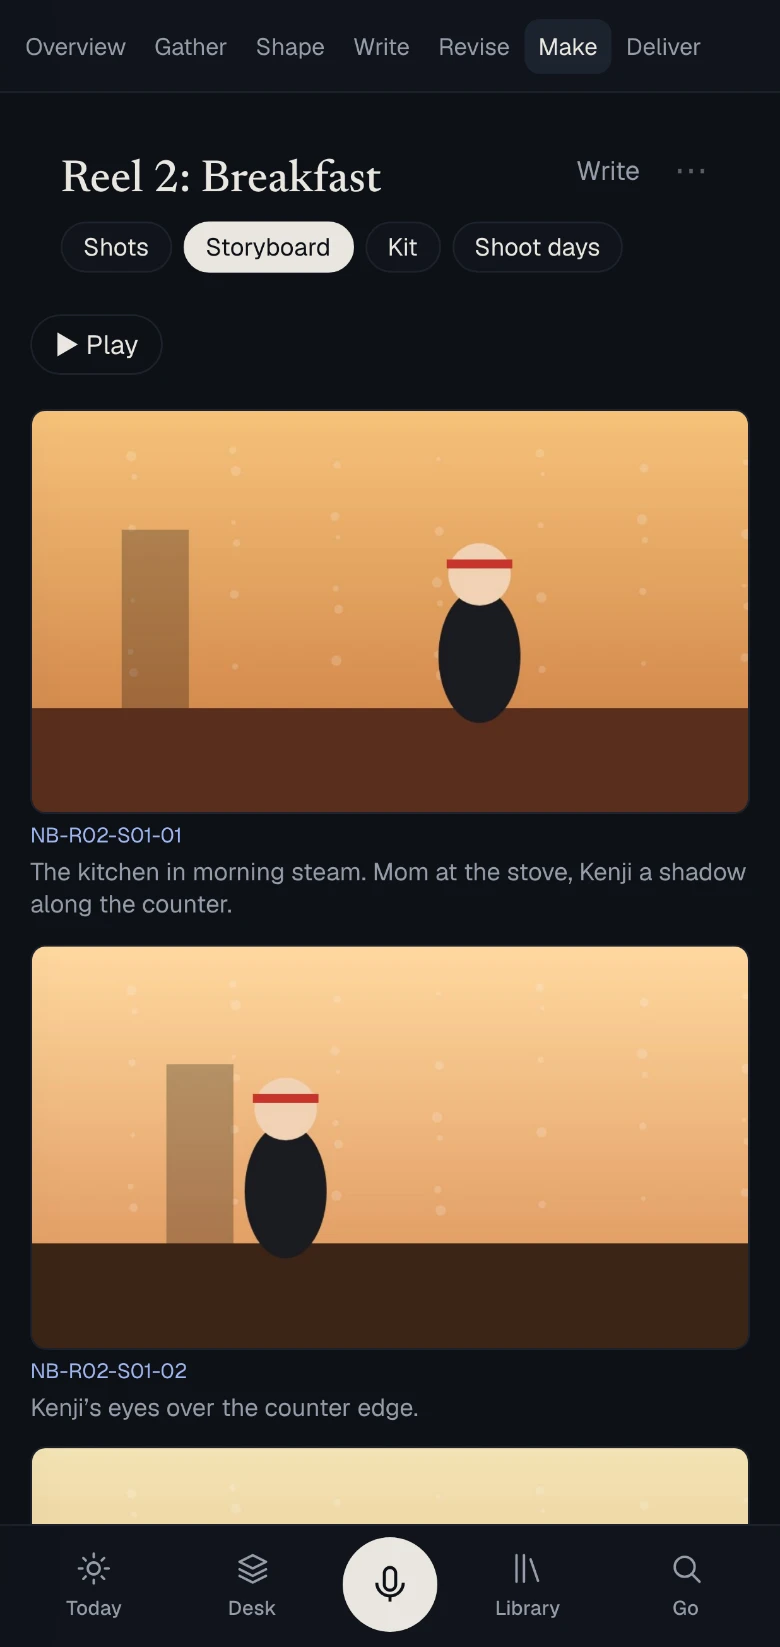 Overview Gather Shape Write Revise Make Deliver
Reel 2: Breakfast
Write ···
Shots Storyboard Kit Shoot days
▶ Play
NB-R02-S01-01
The kitchen in morning steam. Mom at the stove, Kenji a shadow
along the counter.
NB-R02-S01-02
Kenji’s eyes over the counter edge.
Today Desk Library Go